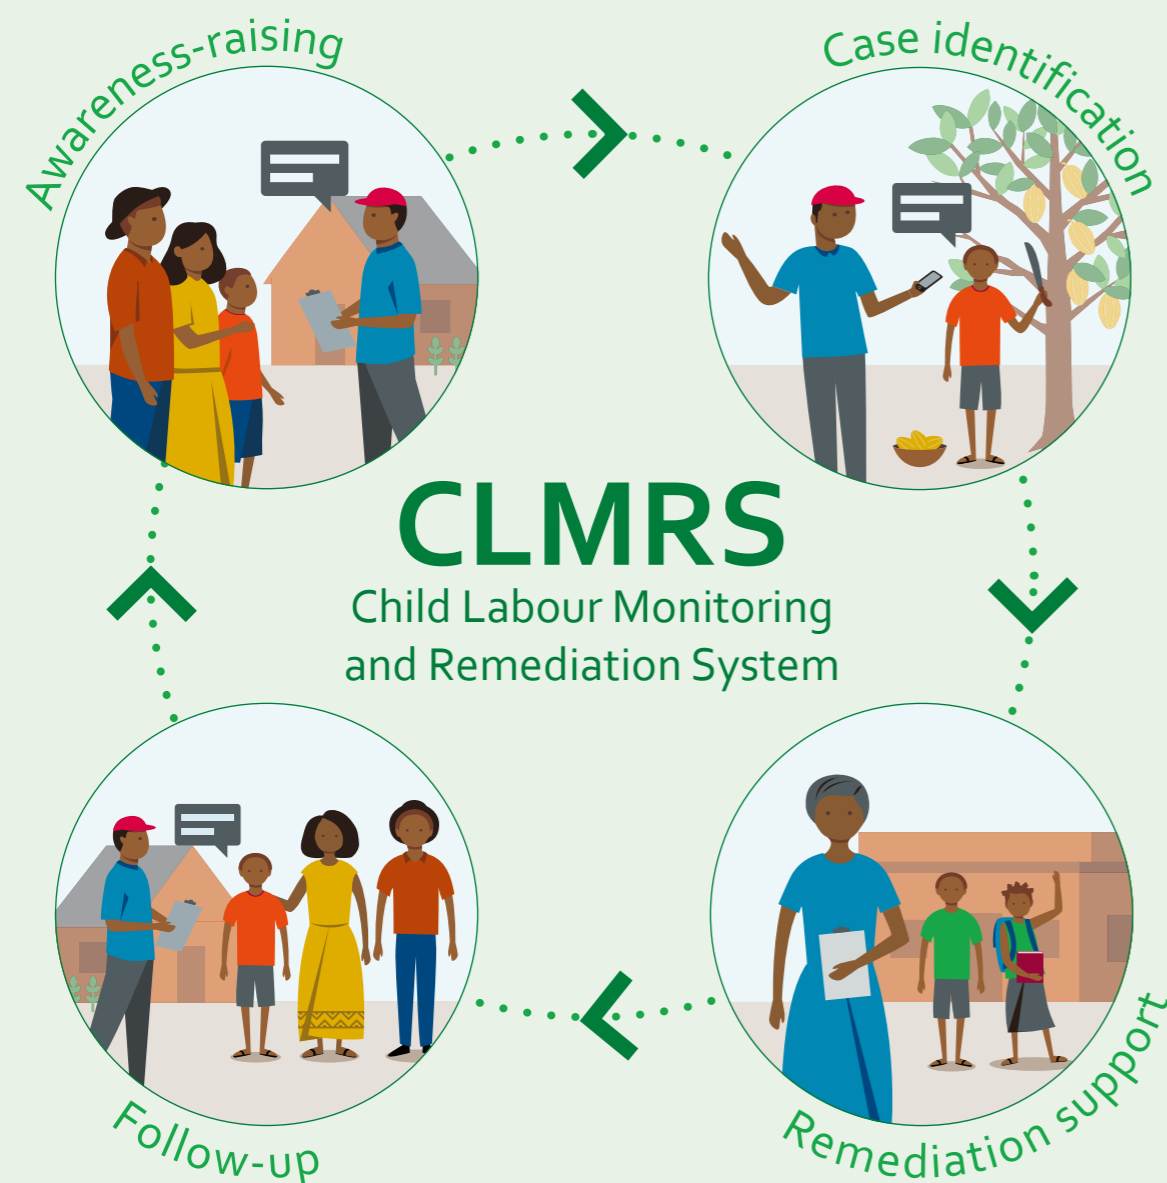 Awareness-raising
Case identification
CLMRS
Child Labour Monitoring
and Remediation System
Follow-up
Remediation support